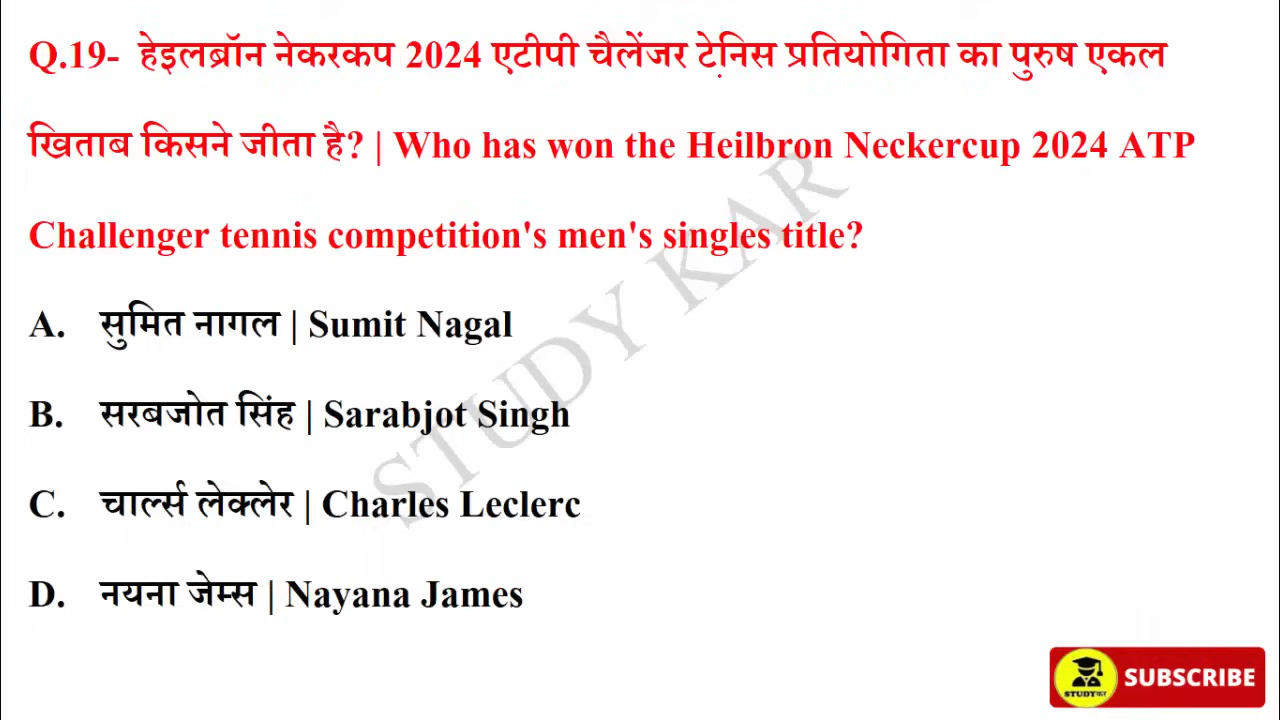 Q.19- हेइलब्रॉन नेकरकप 2024 एटीपी चैलेंजर टेनिस प्रतियोगिता का पुरुष एकल
खिताब किसने जीता है? | Who has won the Heilbron Neckercup 2024 ATP
Challenger tennis competition's men's singles title?
A. सुमित नागल | Sumit Nagal
B. सरबजोत सिंह | Sarabjot Singh
C. चार्ल्स लेक्लेर | Charles Leclerc
D. नयना जेम्स | Nayana James
STUDY KAR
SUBSCRIBE
STUDYकर